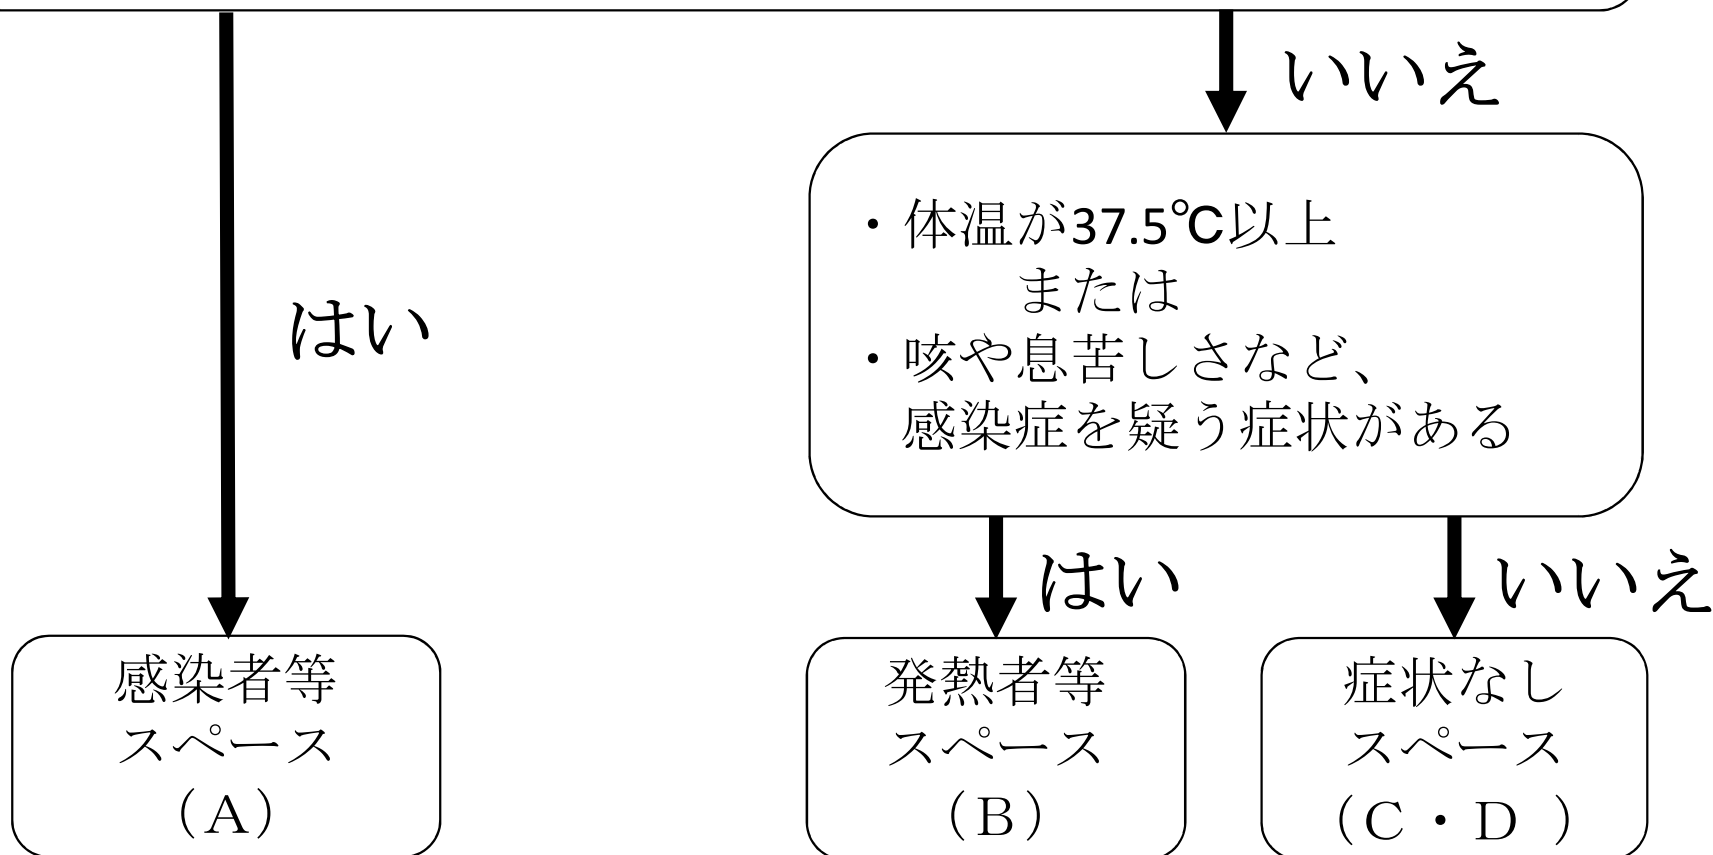 いいえ
・体温が37.5℃以上
または
・咳や息苦しさなど、
感染症を疑う症状がある
はい
はい
いいえ
感染者等
スペース
（A）
発熱者等
スペース
（B）
症状なし
スペース
（C・D ）